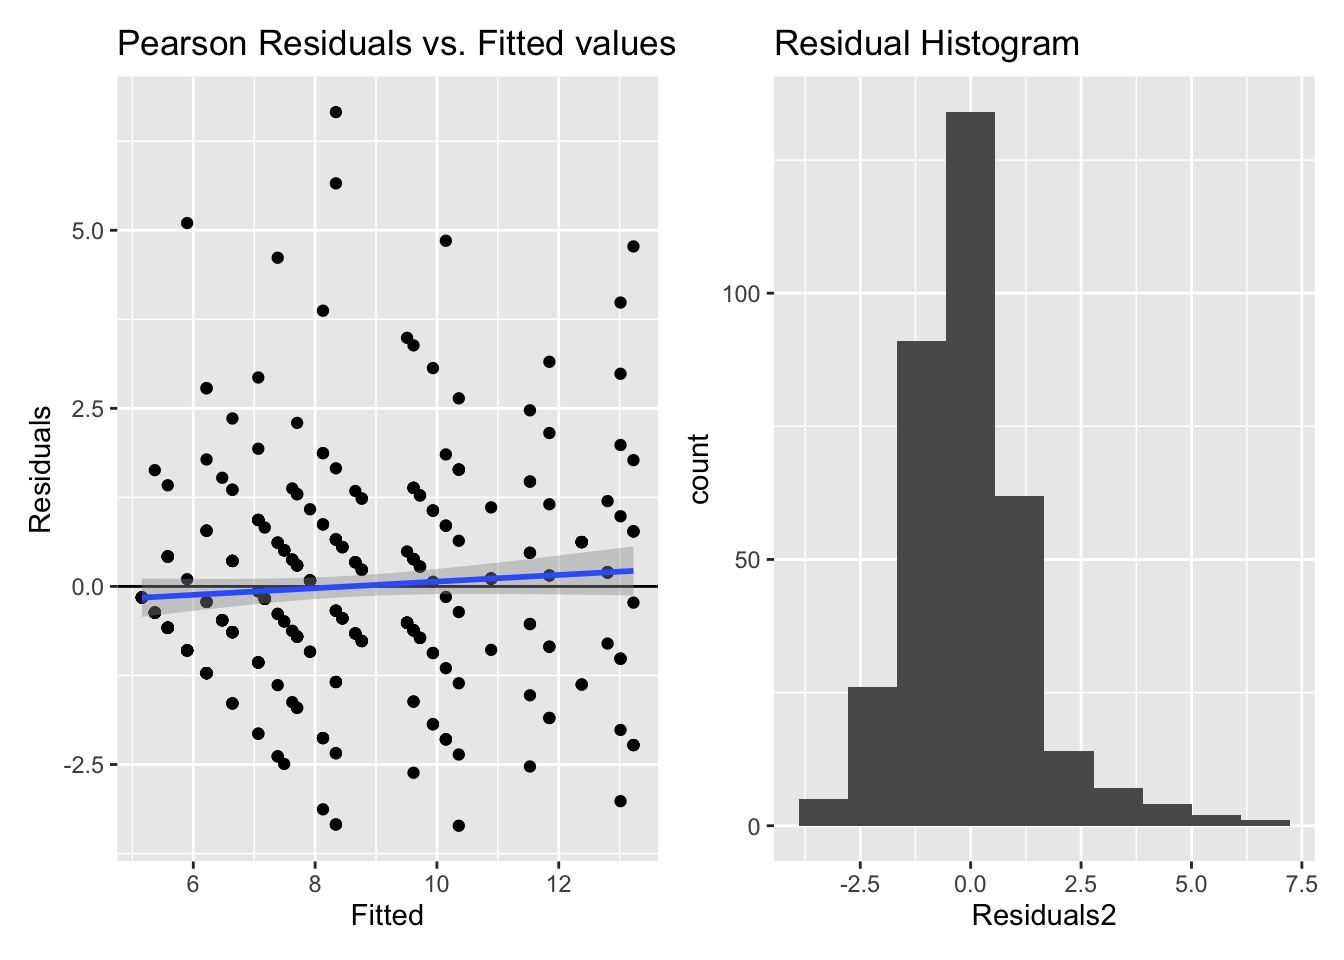 Pearson Residuals vs. Fitted values
Residuals
5.0
2.5
0.0
-2.5
6 8 10 12
Fitted
Residual Histogram
count
100
50
0
-2.5 0.0 2.5 5.0 7.5
Residuals2